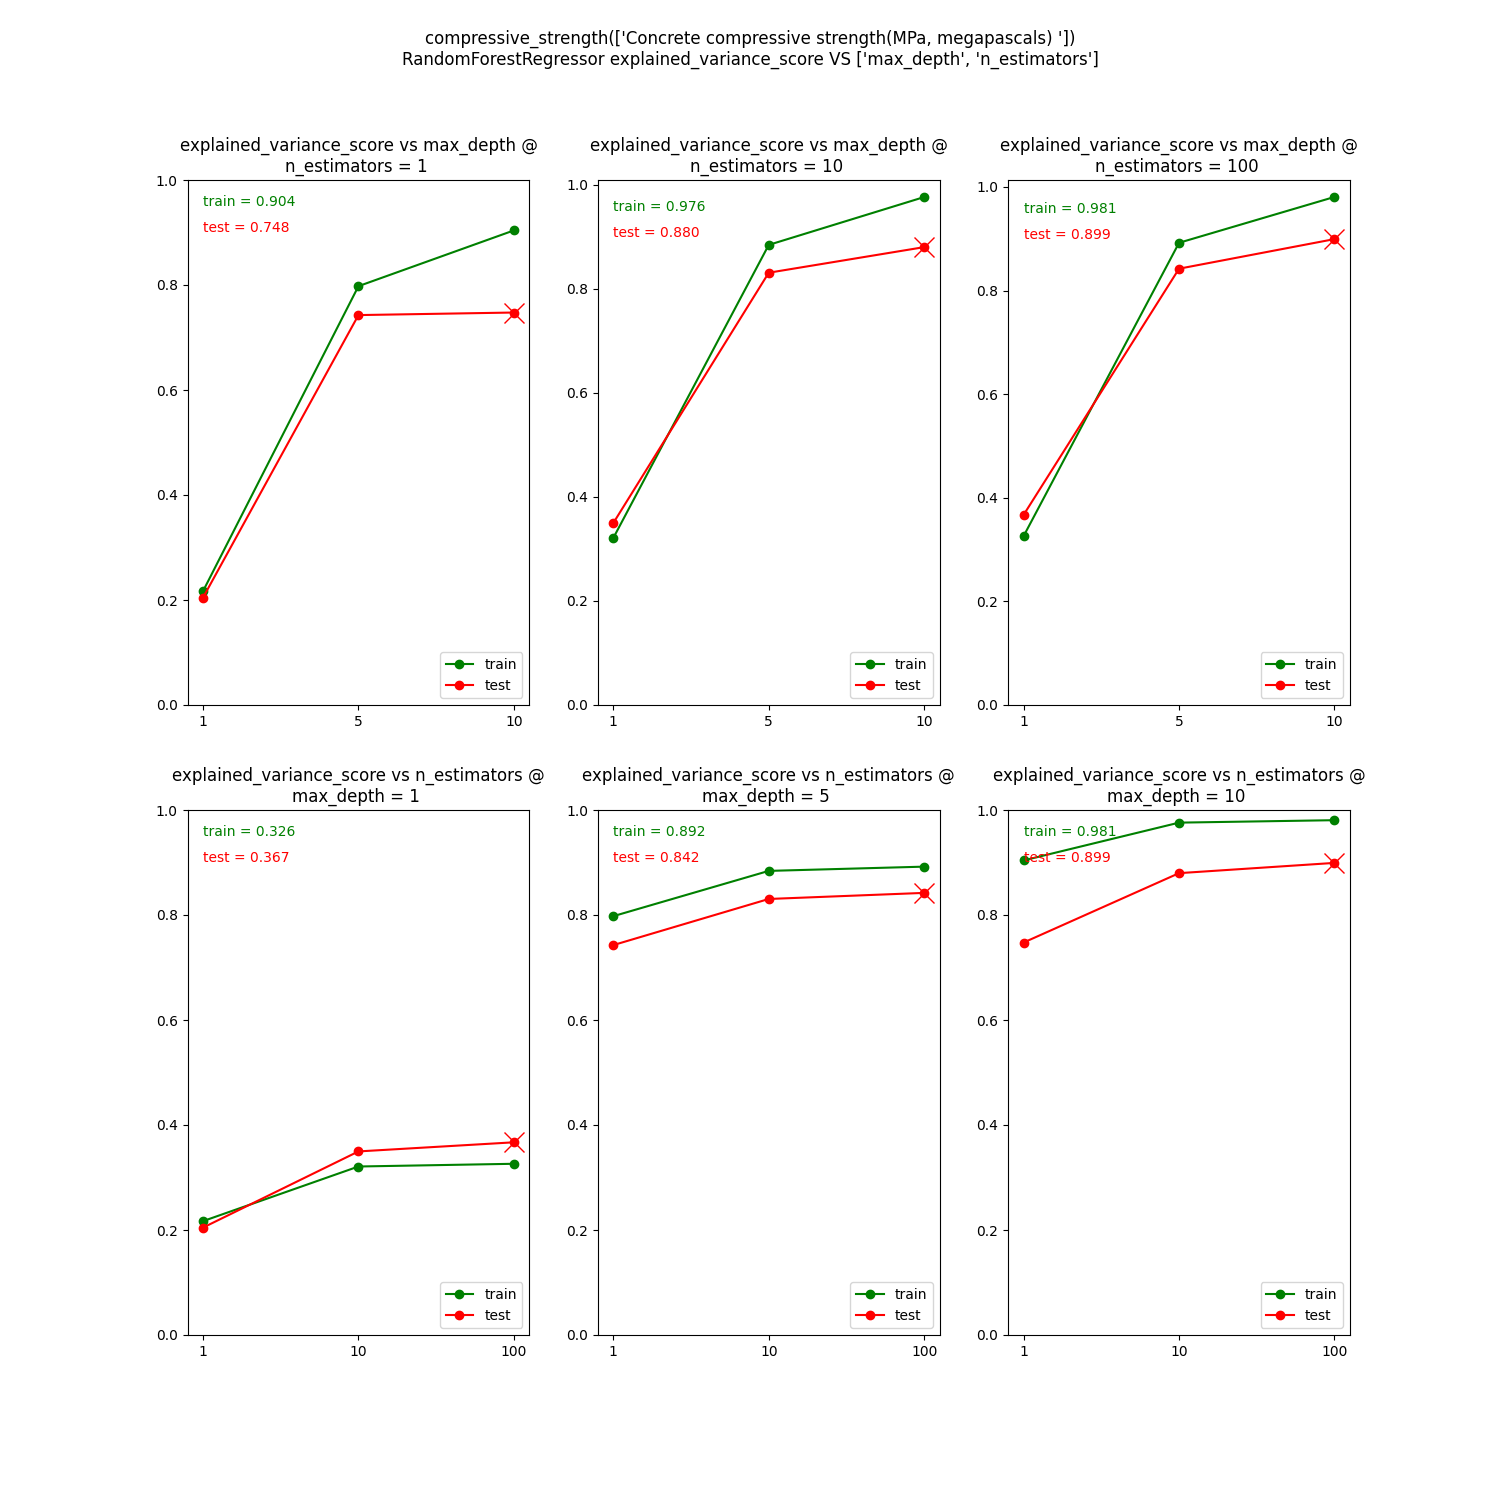 compressive_strength(['Concrete compressive strength(MPa, megapascals) '])
RandomForestRegressor explained_variance_score VS ['max_depth', 'n_estimators']
explained_variance_score vs max_depth @
n_estimators = 1
1.0
train = 0.904
test = 0.748
0.8
0.6
0.4
0.2
train
test
0.0
1 5 10
explained_variance_score vs max_depth @
n_estimators = 10
1.0
train = 0.976
test = 0.880
0.8
0.6
0.4
0.2
train
test
0.0
1 5 10
explained_variance_score vs max_depth @
n_estimators = 100
1.0
train = 0.981
test = 0.899
0.8
0.6
0.4
0.2
train
test
0.0
1 5 10
explained_variance_score vs n_estimators @
max_depth = 1
1.0
train = 0.326
test = 0.367
0.8
0.6
0.4
0.2
train
test
0.0
1 10 100
explained_variance_score vs n_estimators @
max_depth = 5
1.0
train = 0.892
test = 0.842
0.8
0.6
0.4
0.2
train
test
0.0
1 10 100
explained_variance_score vs n_estimators @
max_depth = 10
1.0
train = 0.981
test = 0.899
0.8
0.6
0.4
0.2
train
test
0.0
1 10 100